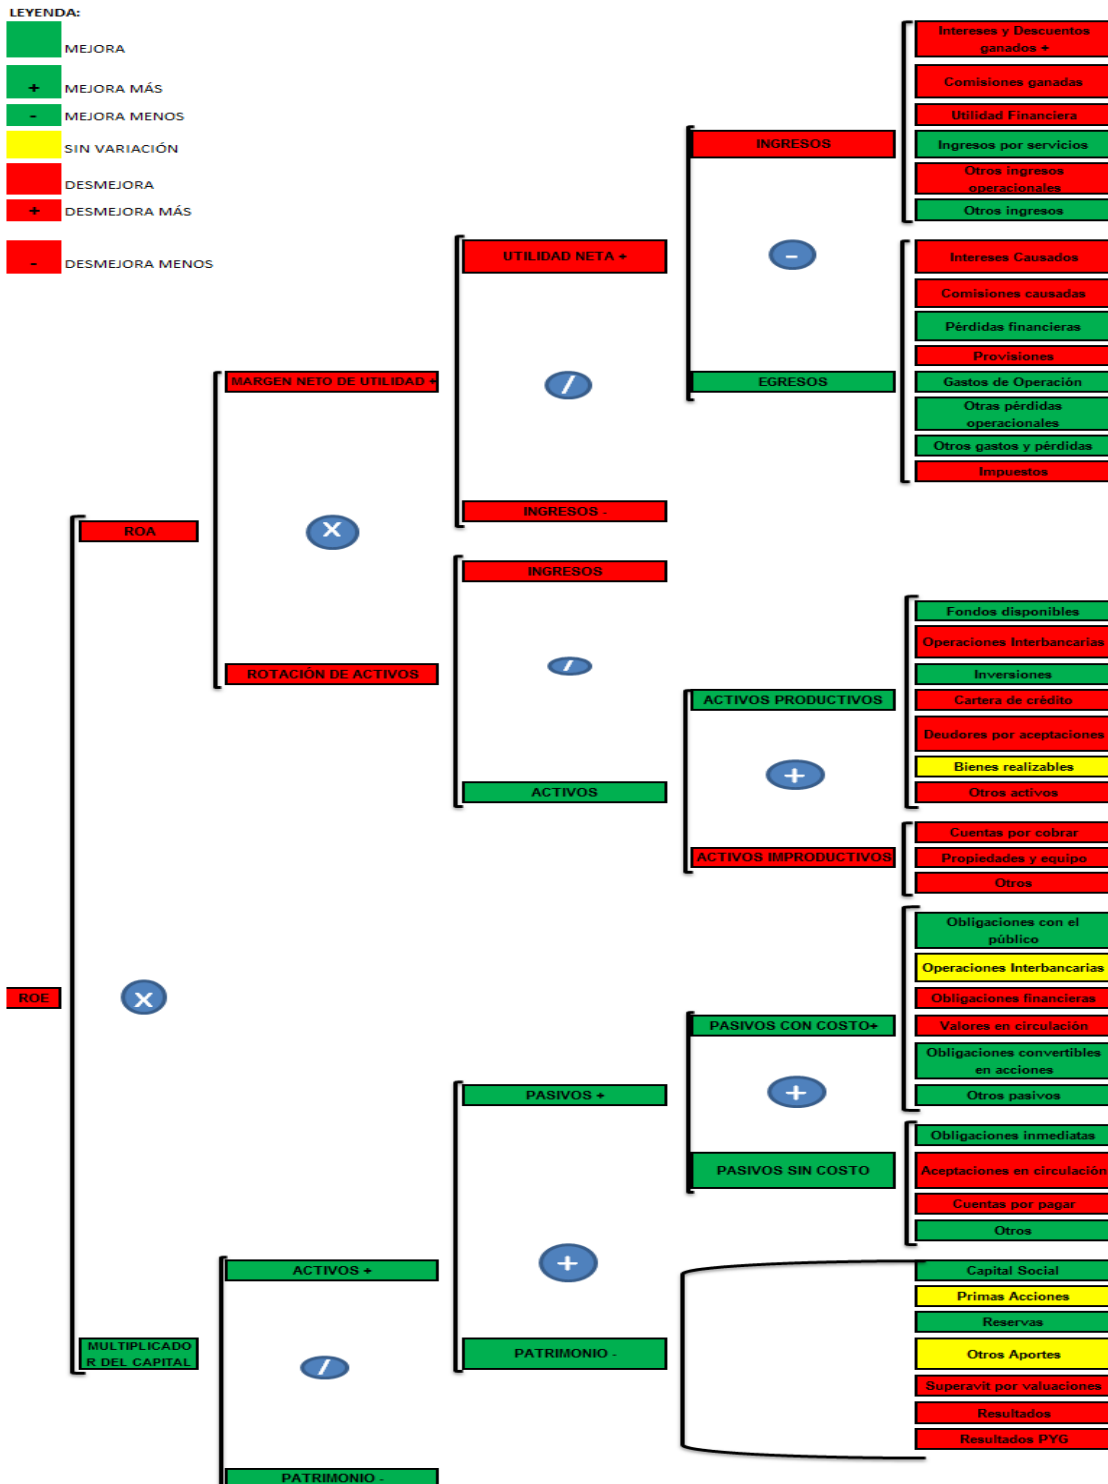 LEYENDA:
MEJORA
+ MEJORA MÁS
- MEJORA MENOS
SIN VARIACIÓN
DESMEJORA
+ DESMEJORA MÁS
- DESMEJORA MENOS
ROE
X
ROA
MULTIPLICADO
R DEL CAPITAL
MARGEN NETO DE UTILIDAD +
X
ROTACIÓN DE ACTIVOS
ACTIVOS +
/
PATRIMONIO -
UTILIDAD NETA +
/
INGRESOS -
INGRESOS
/
ACTIVOS
PASIVOS +
+
PATRIMONIO -
INGRESOS
-
EGRESOS
ACTIVOS PRODUCTIVOS
+
ACTIVOS IMPRODUCTIVOS
PASIVOS CON COSTO+
+
PASIVOS SIN COSTO
Intereses y Descuentos
ganados +
Comisiones ganadas
Utilidad Financiera
Ingresos por servicios
Otros ingresos
operacionales
Otros ingresos
Intereses Causados
Comisiones causadas
Pérdidas financieras
Provisiones
Gastos de Operación
Otras pérdidas
operacionales
Otros gastos y pérdidas
Impuestos
Fondos disponibles
Operaciones Interbancarias
Inversiones
Cartera de crédito
Deudores por aceptaciones
Bienes realizables
Otros activos
Cuentas por cobrar
Propiedades y equipo
Otros
Obligaciones con el
público
Operaciones Interbancarias
Obligaciones financieras
Valores en circulación
Obligaciones convertibles
en acciones
Otros pasivos
Obligaciones inmediatas
Aceptaciones en circulación
Cuentas por pagar
Otros
Capital Social
Primas Acciones
Reservas
Otros Aportes
Superavit por valuaciones
Resultados
Resultados PYG